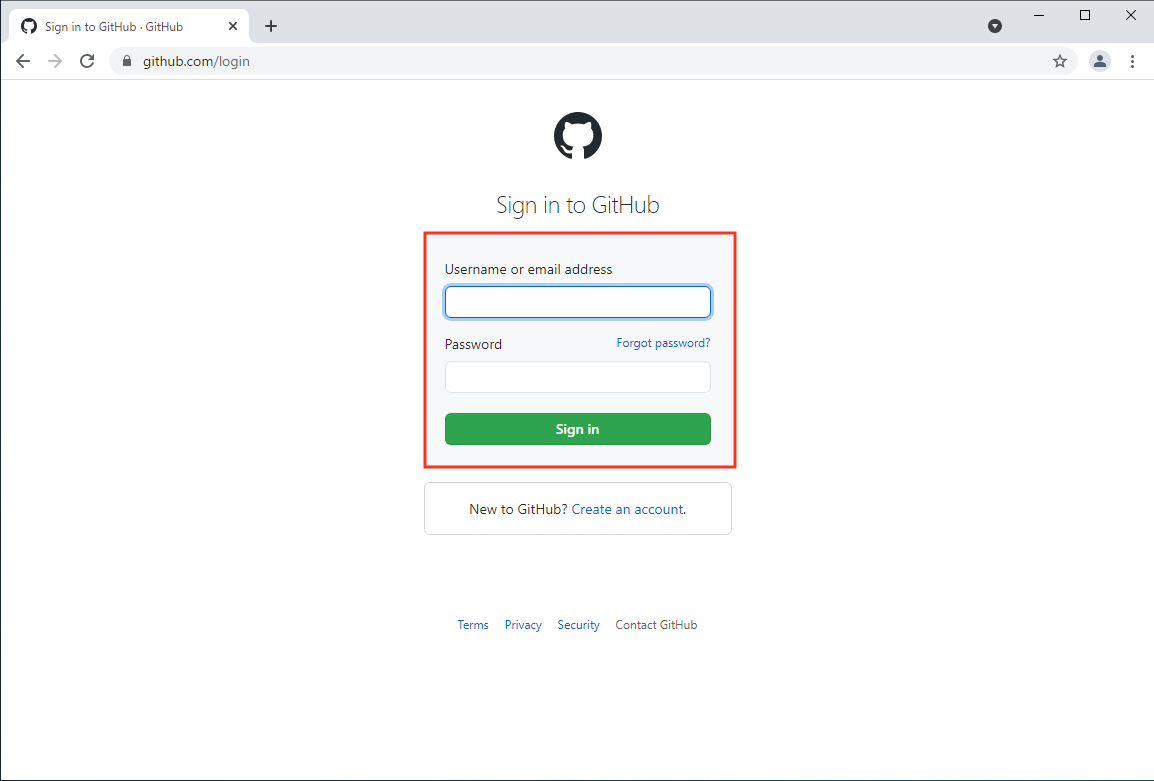 Sign in to GitHub · GitHub
github.com/login
Sign in to GitHub
Username or email address
Password Forgot password?
Sign in
New to GitHub? Create an account.
Terms Privacy Security Contact GitHub